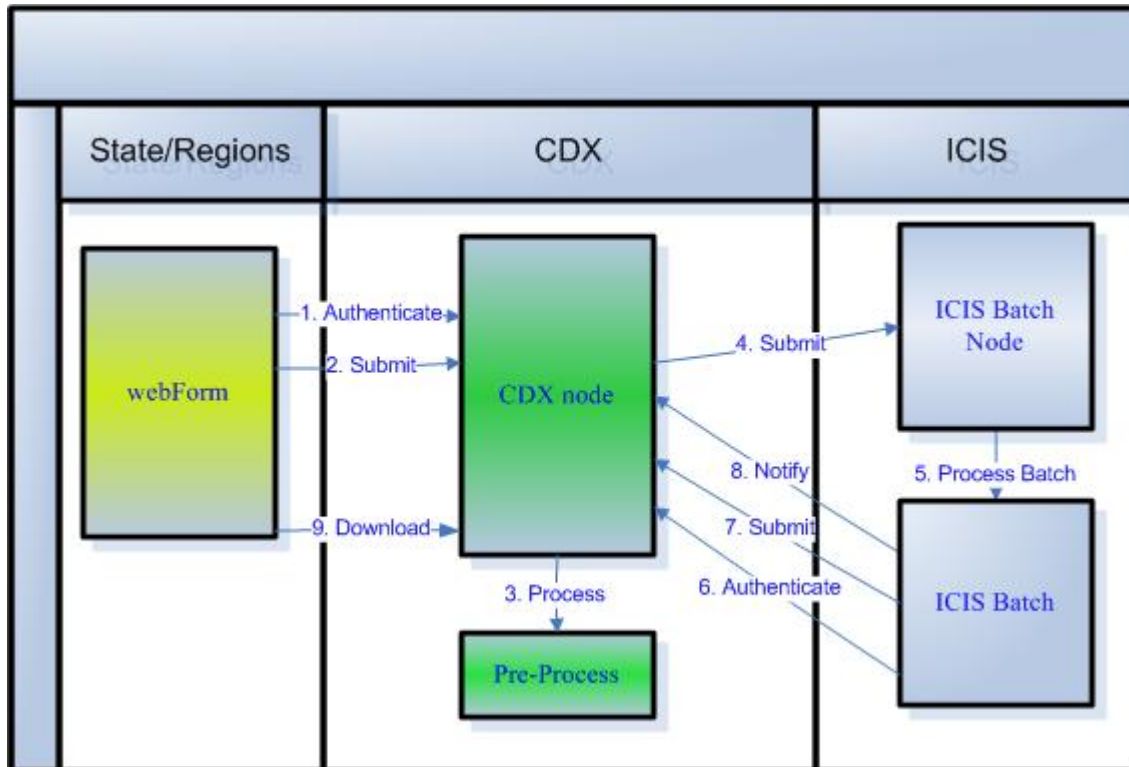 State/Regions
CDX
ICIS
webForm
1. Authenticate
2. Submit
9. Download
CDX node
3. Process
Pre-Process
4. Submit
8. Notify
7. Submit
6. Authenticate
ICIS Batch
Node
5. Process Batch
ICIS Batch